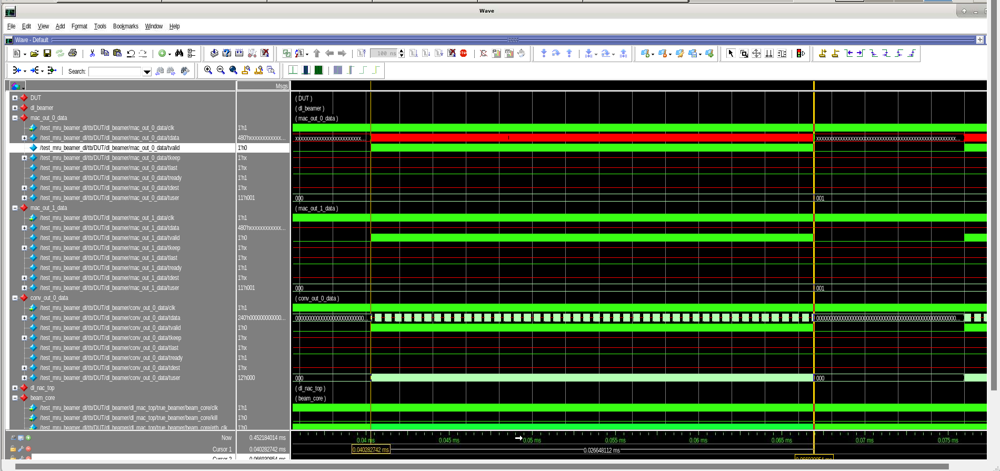 Wave
File Edit View Add Format Tools Bookmarks Window Help
Wave - Default
100 ns
Search:
Msgs
DUT ( DUT )
dl_beamer ( dl_beamer )
mac_out_0_data ( mac_out_0_data )
/test_mru_beamer_dl/tb/DUT/dl_beamer/mac_out_0_data/clk 1'h1
/test_mru_beamer_dl/tb/DUT/dl_beamer/mac_out_0_data/tdata 480'hxxxxxxxxxxxx...
/test_mru_beamer_dl/tb/DUT/dl_beamer/mac_out_0_data/tvalid 1'h0
/test_mru_beamer_dl/tb/DUT/dl_beamer/mac_out_0_data/tkeep 1'hx
/test_mru_beamer_dl/tb/DUT/dl_beamer/mac_out_0_data/tlast 1'hx
/test_mru_beamer_dl/tb/DUT/dl_beamer/mac_out_0_data/tready 1'h1
/test_mru_beamer_dl/tb/DUT/dl_beamer/mac_out_0_data/tdest 1'hx
/test_mru_beamer_dl/tb/DUT/dl_beamer/mac_out_0_data/tuser 11'h001 000 001
mac_out_1_data ( mac_out_1_data )
/test_mru_beamer_dl/tb/DUT/dl_beamer/mac_out_1_data/clk 1'h1
/test_mru_beamer_dl/tb/DUT/dl_beamer/mac_out_1_data/tdata 480'hxxxxxxxxxxxx...
/test_mru_beamer_dl/tb/DUT/dl_beamer/mac_out_1_data/tvalid 1'h0
/test_mru_beamer_dl/tb/DUT/dl_beamer/mac_out_1_data/tkeep 1'hx
/test_mru_beamer_dl/tb/DUT/dl_beamer/mac_out_1_data/tlast 1'hx
/test_mru_beamer_dl/tb/DUT/dl_beamer/mac_out_1_data/tready 1'h1
/test_mru_beamer_dl/tb/DUT/dl_beamer/mac_out_1_data/tdest 1'hx
/test_mru_beamer_dl/tb/DUT/dl_beamer/mac_out_1_data/tuser 11'h001 000 001
conv_out_0_data ( conv_out_0_data )
/test_mru_beamer_dl/tb/DUT/dl_beamer/conv_out_0_data/clk 1'h1
/test_mru_beamer_dl/tb/DUT/dl_beamer/conv_out_0_data/tdata 240'h000000000000...
/test_mru_beamer_dl/tb/DUT/dl_beamer/conv_out_0_data/tvalid 1'h0
/test_mru_beamer_dl/tb/DUT/dl_beamer/conv_out_0_data/tkeep 1'hx
/test_mru_beamer_dl/tb/DUT/dl_beamer/conv_out_0_data/tlast 1'hx
/test_mru_beamer_dl/tb/DUT/dl_beamer/conv_out_0_data/tready 1'h1
/test_mru_beamer_dl/tb/DUT/dl_beamer/conv_out_0_data/tdest 1'hx
/test_mru_beamer_dl/tb/DUT/dl_beamer/conv_out_0_data/tuser 12'h000 000 000
dl_nac_top ( dl_nac_top )
beam_core ( beam_core )
/test_mru_beamer_dl/tb/DUT/dl_beamer/dl_mac_top/true_beamer/beam_core/clk 1'h1
/test_mru_beamer_dl/tb/DUT/dl_beamer/dl_mac_top/true_beamer/beam_core/kill 1'h0
/test_mru_beamer_dl/tb/DUT/dl_beamer/dl_mac_top/true_beamer/beam_core/eth_clk 1'h0
Now 0.452184014 ms 0.04 ms 0.045 ms 0.05 ms 0.055 ms 0.06 ms 0.065 ms 0.07 ms 0.075 ms
Cursor 1 0.040282742 ms 0.040282742 ms 0.026648112 ms
Cursor 2 0.066930854 ms 0.066930854 ms